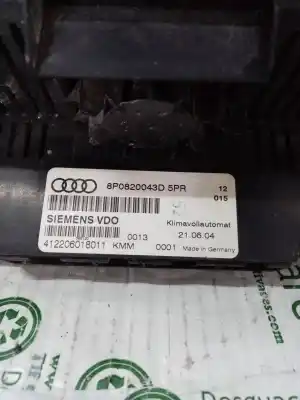 8P0820043D 5PR
12
015
SIEMENS VDO
Klimavollautomat
0013
21.06.04
412206018011 KMM
0001
Made in Germany